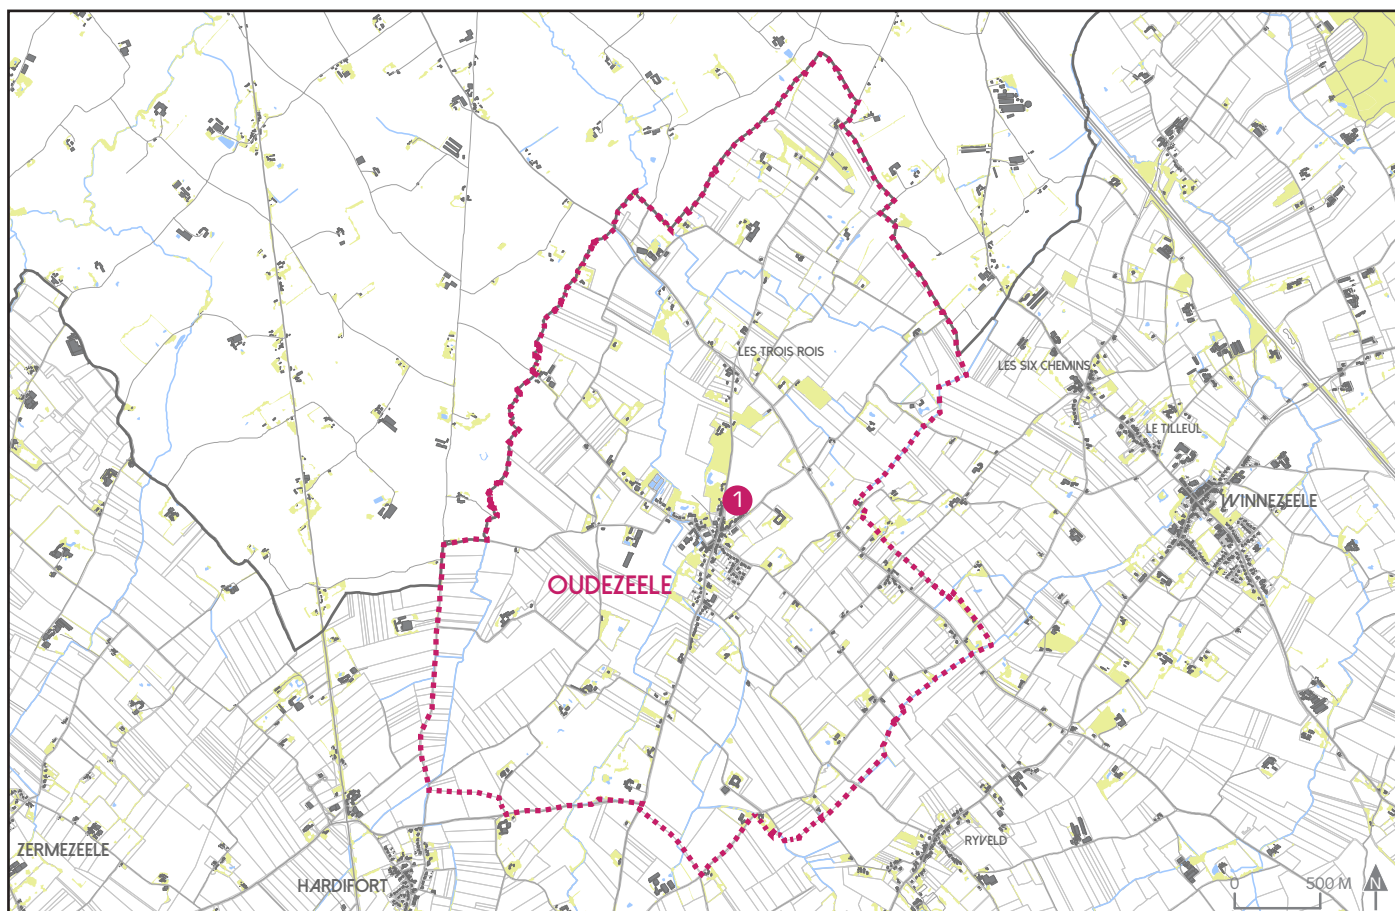 LES TROIS ROIS
LES SIX CHEMINS
LE TILLEUL
1
WINNEZEELE
OUDEZEELE
RYVELD
ZERMEZEELE
HARDIFORT
0 500 M N